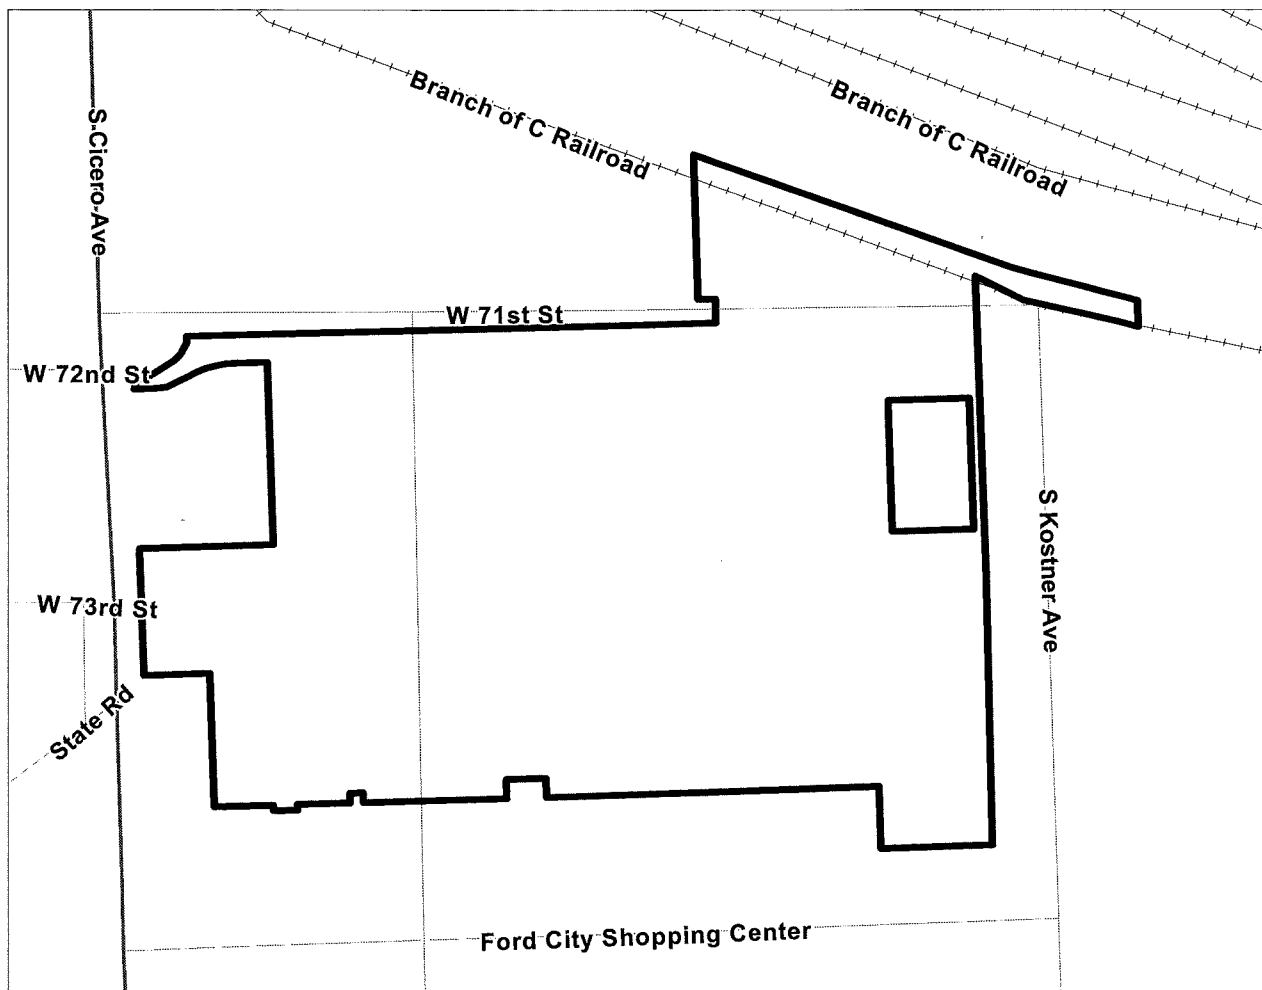 Branch of C Railroad
Branch of C Railroad
S Cicero Ave
W 71st St
W 72nd St
S Kostner Ave
W 73rd St
State Rd
Ford City Shopping Center